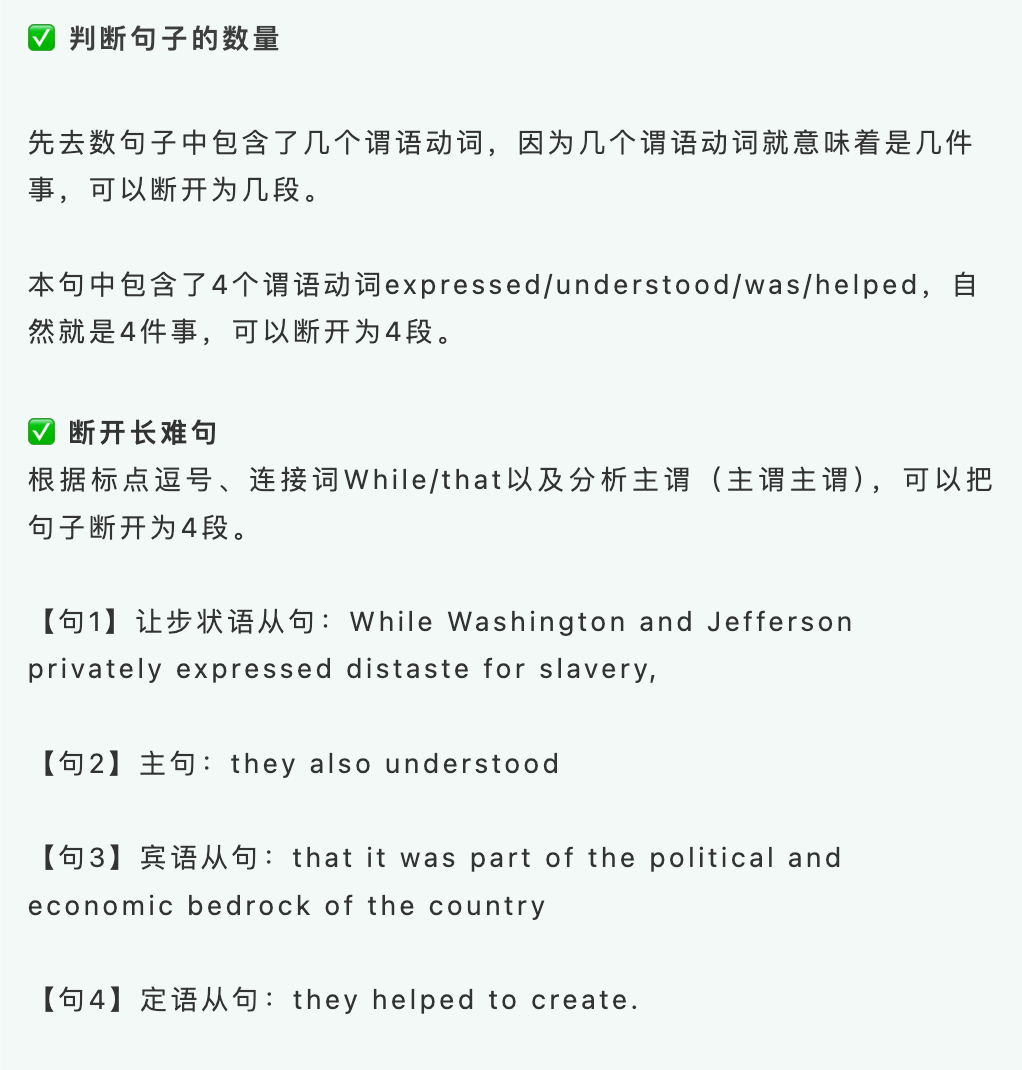 ✅ 判断句子的数量
先去数句子中包含了几个谓语动词，因为几个谓语动词就意味着是几件
事，可以断开为几段。
本句中包含了4个谓语动词expressed/understood/was/helped，自
然就是4件事，可以断开为4段。
✅ 断开长难句
根据标点逗号、连接词While/that以及分析主谓（主谓主谓），可以把
句子断开为4段。
【句1】让步状语从句：While Washington and Jefferson
privately expressed distaste for slavery,
【句2】主句：they also understood
【句3】宾语从句：that it was part of the political and
economic bedrock of the country
【句4】定语从句：they helped to create.